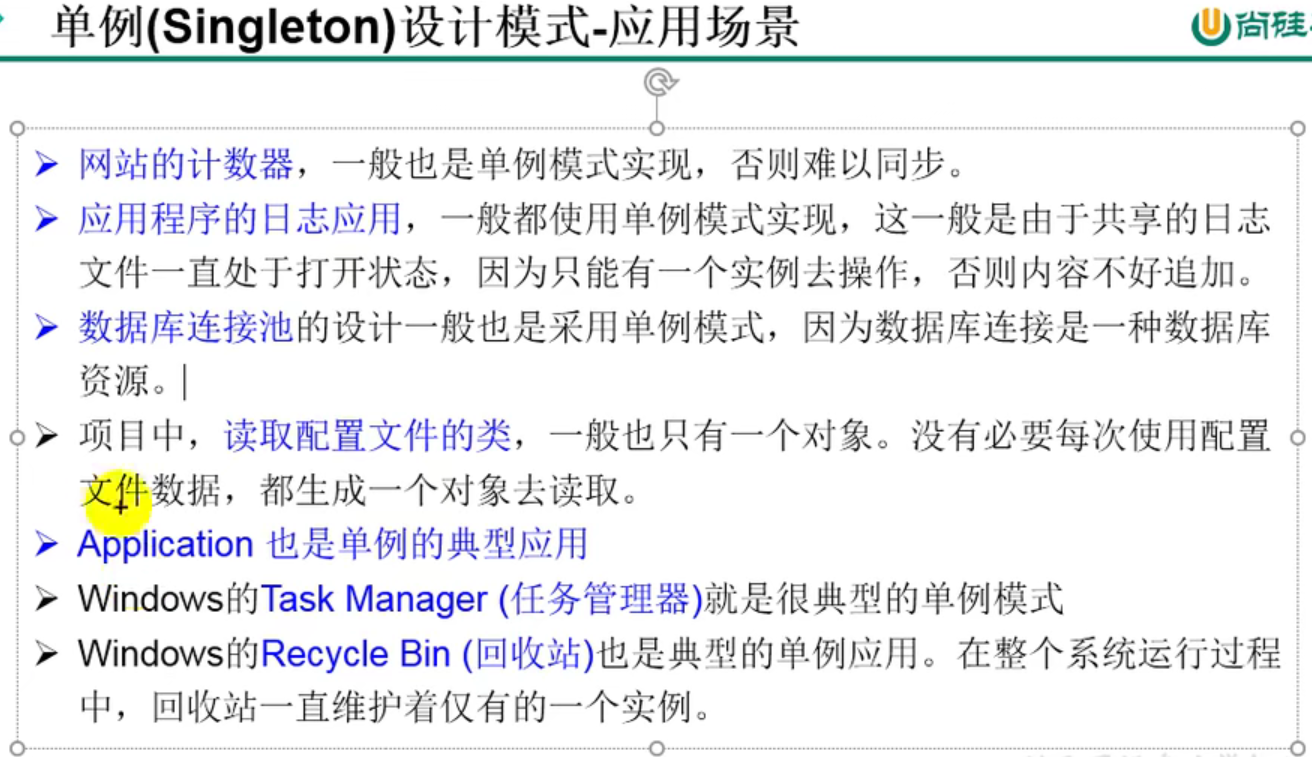 单例(Singleton)设计模式-应用场景
尚硅
网站的计数器，一般也是单例模式实现，否则难以同步。
应用程序的日志应用，一般都使用单例模式实现，这一般是由于共享的日志
文件一直处于打开状态，因为只能有一个实例去操作，否则内容不好追加。
数据库连接池的设计一般也是采用单例模式，因为数据库连接是一种数据库
资源。
项目中，读取配置文件的类，一般也只有一个对象。没有必要每次使用配置
文件数据，都生成一个对象去读取。
Application 也是单例的典型应用
Windows的Task Manager (任务管理器)就是很典型的单例模式
Windows的Recycle Bin (回收站)也是典型的单例应用。在整个系统运行过程
中，回收站一直维护着仅有的一个实例。